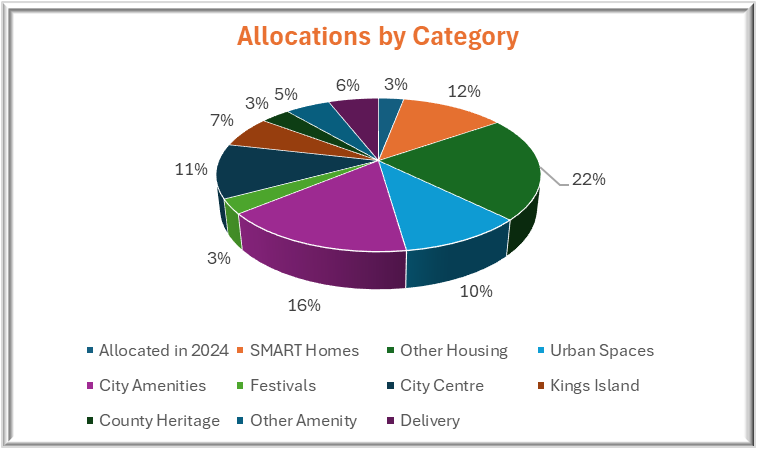 Allocations by Category
6%
3%
5%
12%
3%
7%
11%
22%
3%
10%
16%
Allocated in 2024 SMART Homes Other Housing Urban Spaces
City Amenities Festivals City Centre Kings Island
County Heritage Other Amenity Delivery